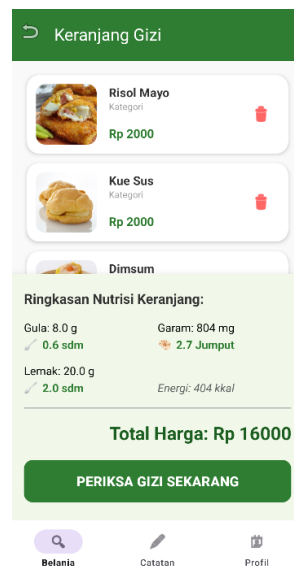 Keranjang Gizi
Risol Mayo
Kategori
Rp 2000
Kue Sus
Kategori
Rp 2000
Dimsum
Ringkasan Nutrisi Keranjang:
Gula: 8.0 g
0.6 sdm
Garam: 804 mg
2.7 Jumput
Lemak: 20.0 g
2.0 sdm
Energi: 404 kkal
Total Harga: Rp 16000
PERIKSA GIZI SEKARANG
Belanja
Catatan
Profil